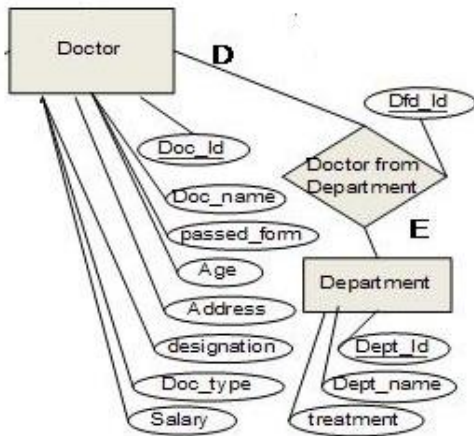 Doctor
D
Dfd_Id
Doc_Id
Doctor from
Department
Doc_name
passed_form
E
Age
Department
Address
designation
Dept_Id
Doc_type
Dept_name
Salary
treatment